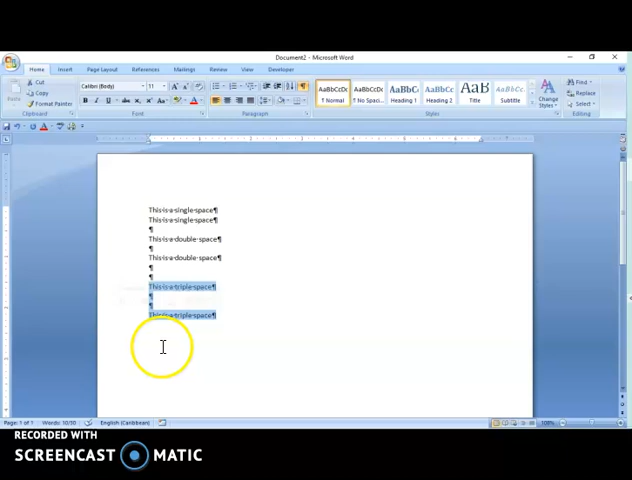 Document2 - Microsoft Word
Home Insert Page Layout References Mailings Review View Developer
Cut
Copy
Paste
Format Painter
Clipboard
Calibri (Body) 11
Font
Paragraph
AaBbCcDc AaBbCcDc AaBbC AaBbCc AaB AaBbCc.
¶ Normal ¶ No Spaci... Heading 1 Heading 2 Title Subtitle
Change
Styles
Styles
Find
Replace
Select
Editing
This·is·a·single·space¶
This·is·a·single·space¶
¶
This·is·a·double·space¶
¶
This·is·a·double·space¶
¶
¶
This·is·a·triple·space¶
¶
¶
This·is·a·triple·space¶
Page: 1 of 1 Words: 10/30 English (Caribbean) 100%
RECORDED WITH
SCREENCAST MATIC